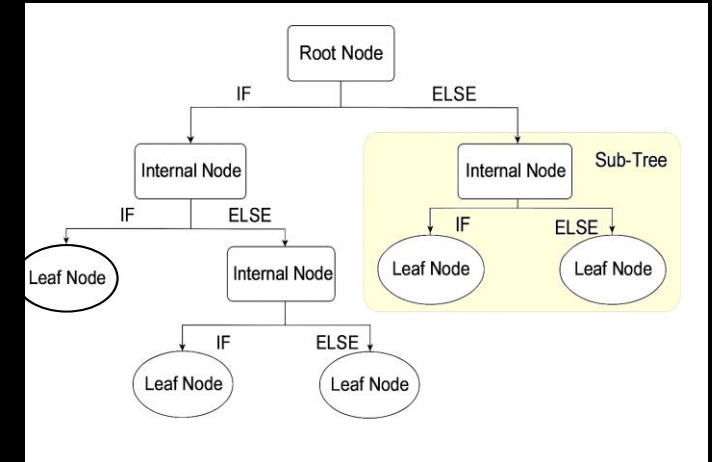 Root Node
IF
ELSE
Internal Node
Internal Node
Sub-Tree
IF
ELSE
IF
ELSE
Leaf Node
Internal Node
Leaf Node
Leaf Node
IF
ELSE
Leaf Node
Leaf Node